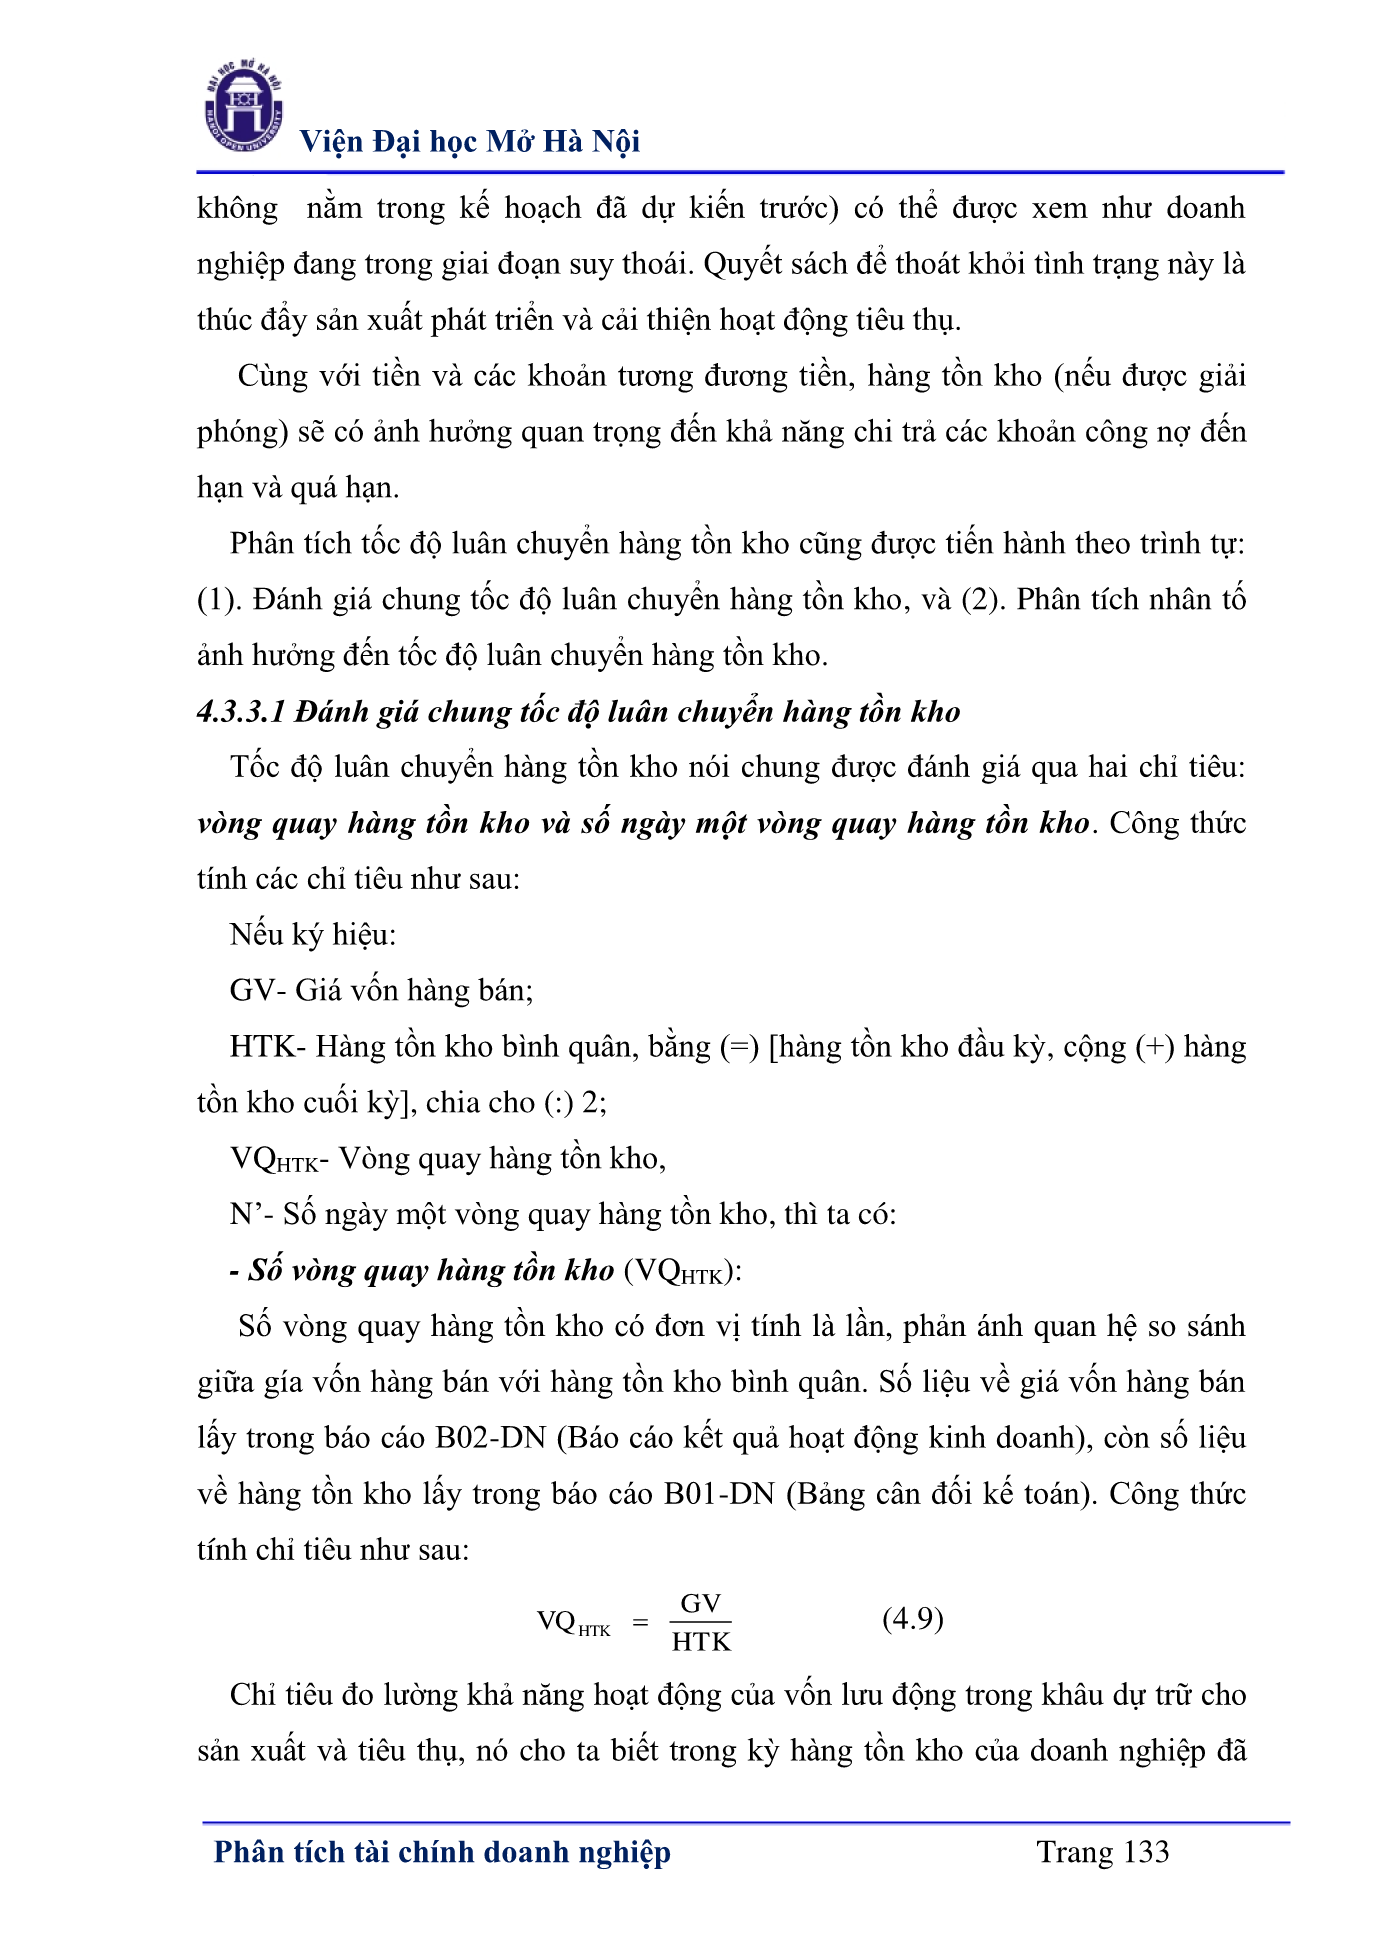 ĐẠI HỌC MỞ HÀ NỘI
HANOI OPEN UNIVERSITY
Viện Đại học Mở Hà Nội
không nằm trong kế hoạch đã dự kiến trước) có thể được xem như doanh
nghiệp đang trong giai đoạn suy thoái. Quyết sách để thoát khỏi tình trạng này là
thúc đẩy sản xuất phát triển và cải thiện hoạt động tiêu thụ.
Cùng với tiền và các khoản tương đương tiền, hàng tồn kho (nếu được giải
phóng) sẽ có ảnh hưởng quan trọng đến khả năng chi trả các khoản công nợ đến
hạn và quá hạn.
Phân tích tốc độ luân chuyển hàng tồn kho cũng được tiến hành theo trình tự:
(1). Đánh giá chung tốc độ luân chuyển hàng tồn kho, và (2). Phân tích nhân tố
ảnh hưởng đến tốc độ luân chuyển hàng tồn kho.
4.3.3.1 Đánh giá chung tốc độ luân chuyển hàng tồn kho
Tốc độ luân chuyển hàng tồn kho nói chung được đánh giá qua hai chỉ tiêu:
vòng quay hàng tồn kho và số ngày một vòng quay hàng tồn kho. Công thức
tính các chỉ tiêu như sau:
Nếu ký hiệu:
GV- Giá vốn hàng bán;
HTK- Hàng tồn kho bình quân, bằng (=) [hàng tồn kho đầu kỳ, cộng (+) hàng
tồn kho cuối kỳ], chia cho (:) 2;
VQHTK- Vòng quay hàng tồn kho,
N’- Số ngày một vòng quay hàng tồn kho, thì ta có:
- Số vòng quay hàng tồn kho (VQHTK):
Số vòng quay hàng tồn kho có đơn vị tính là lần, phản ánh quan hệ so sánh
giữa gía vốn hàng bán với hàng tồn kho bình quân. Số liệu về giá vốn hàng bán
lấy trong báo cáo B02-DN (Báo cáo kết quả hoạt động kinh doanh), còn số liệu
về hàng tồn kho lấy trong báo cáo B01-DN (Bảng cân đối kế toán). Công thức
tính chỉ tiêu như sau:
VQHTK = GV / HTK (4.9)
Chỉ tiêu đo lường khả năng hoạt động của vốn lưu động trong khâu dự trữ cho
sản xuất và tiêu thụ, nó cho ta biết trong kỳ hàng tồn kho của doanh nghiệp đã
Phân tích tài chính doanh nghiệp Trang 133